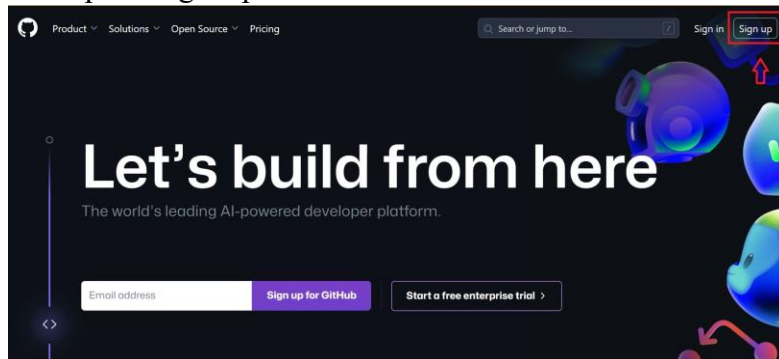 Product Solutions Open Source Pricing Search or jump to... / Sign in Sign up
Let's build from here
The world's leading AI-powered developer platform.
Email address Sign up for GitHub Start a free enterprise trial >
<>